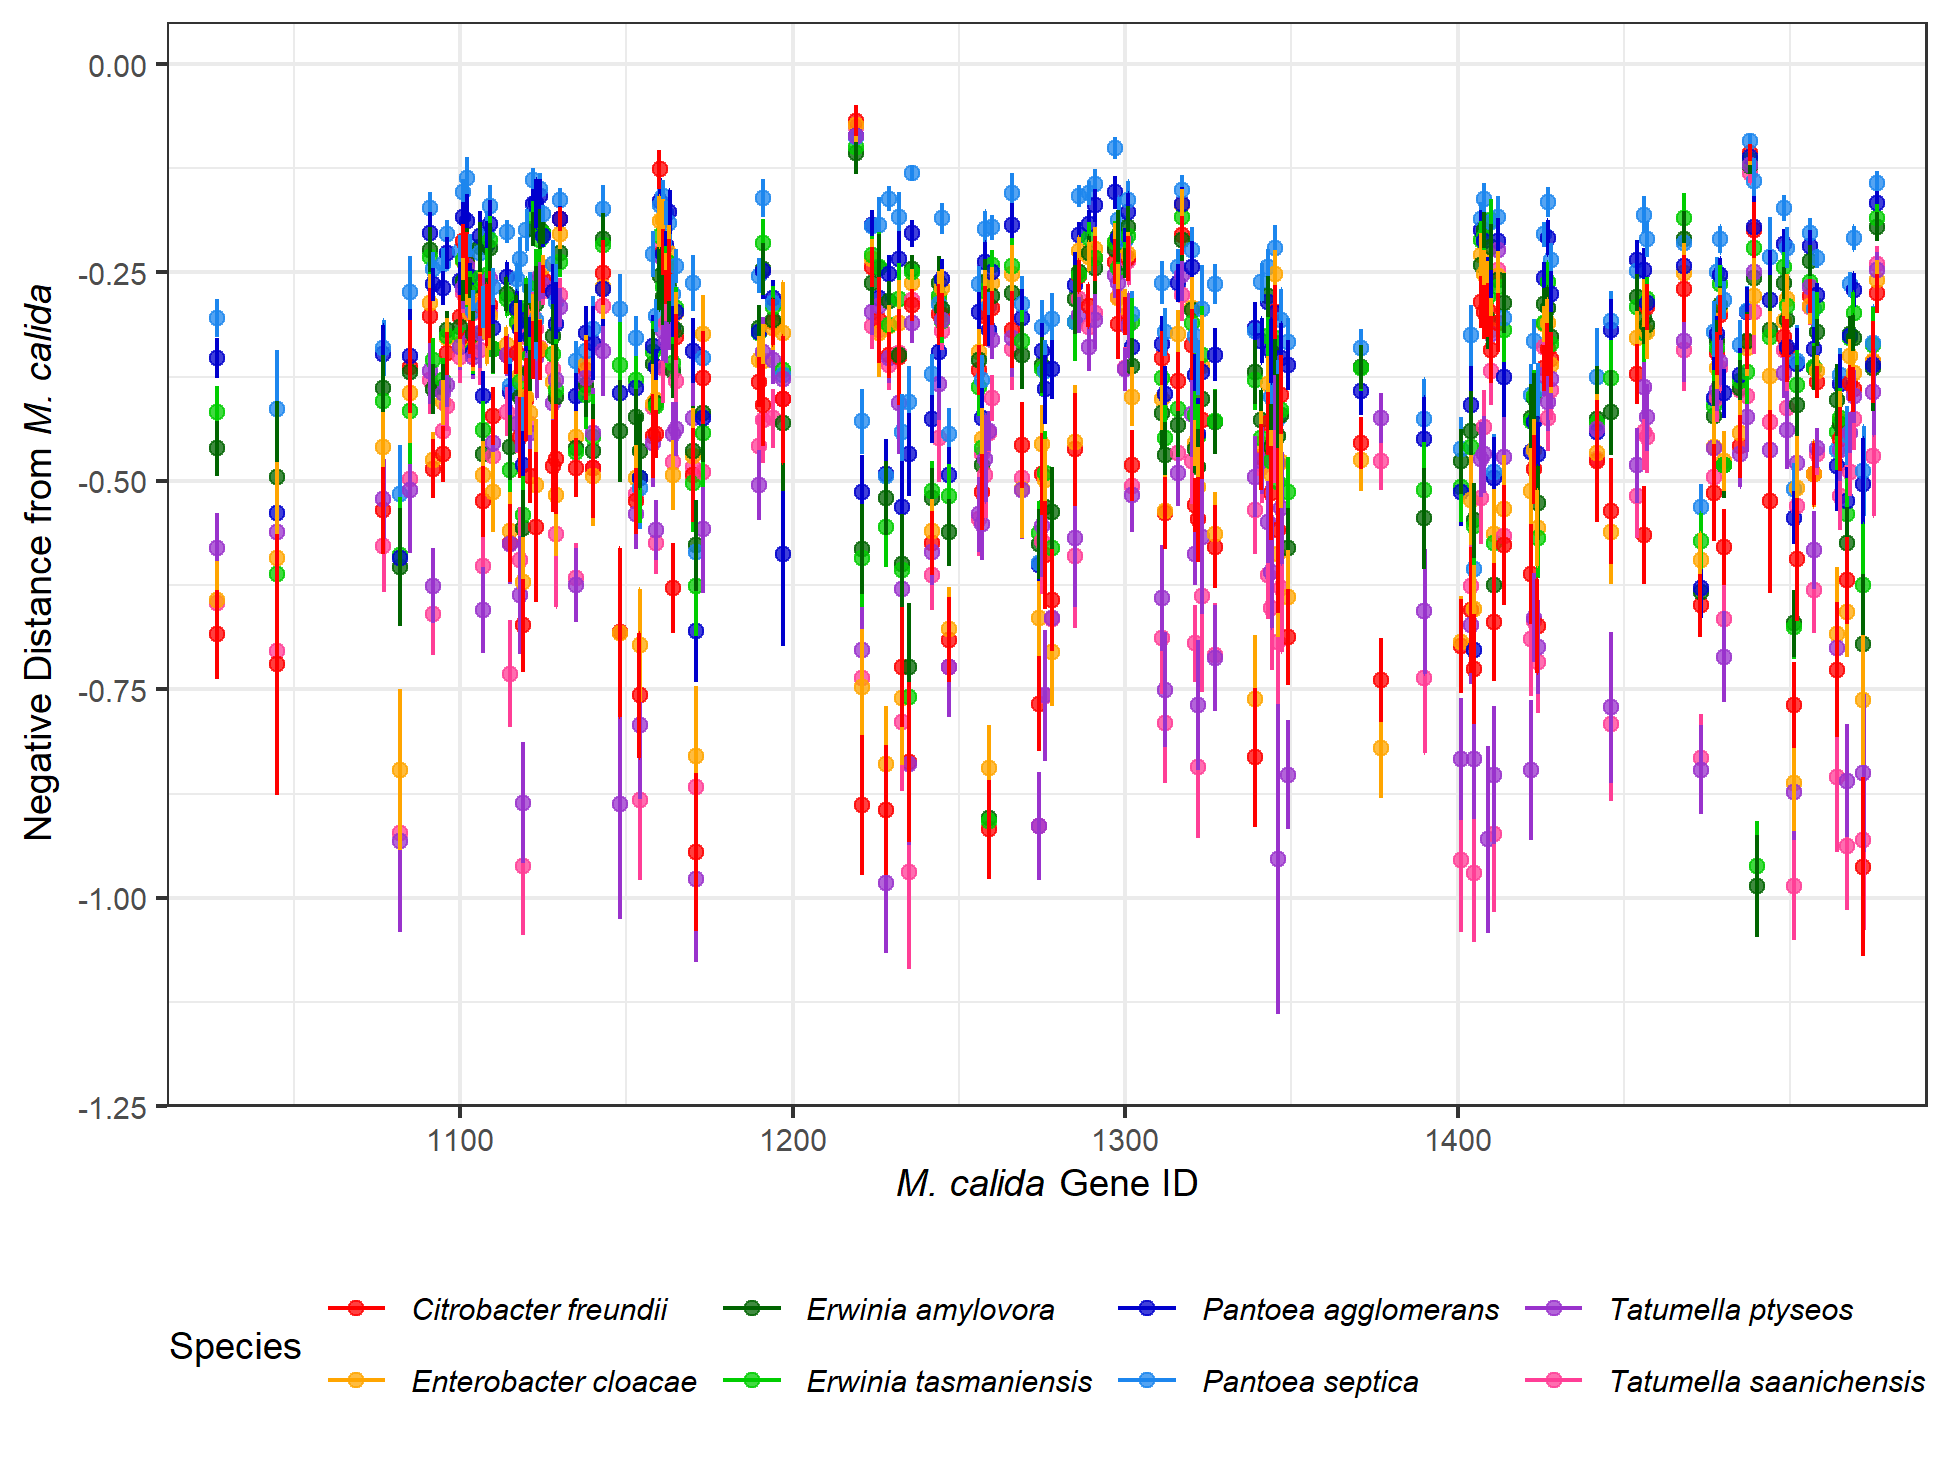 Negative Distance from M. calida
0.00
-0.25
-0.50
-0.75
-1.00
-1.25
1100 1200 1300 1400
M. calida Gene ID
Species
Citrobacter freundii Erwinia amylovora Pantoea agglomerans Tatumella ptyseos
Enterobacter cloacae Erwinia tasmaniensis Pantoea septica Tatumella saanichensis